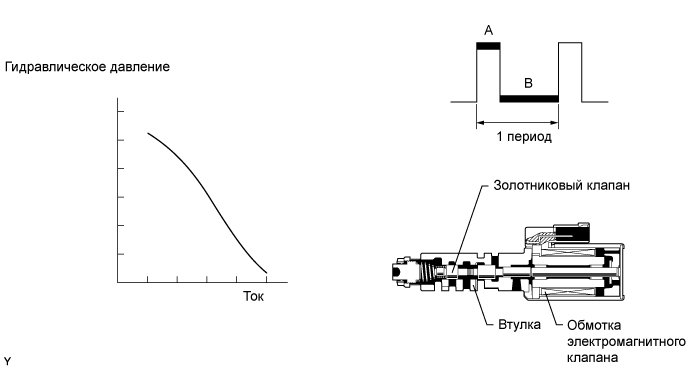 A
Гидравлическое давление
B
1 период
Золотниковый клапан
Ток
Втулка
Обмотка
электромагнитного
клапана
Y